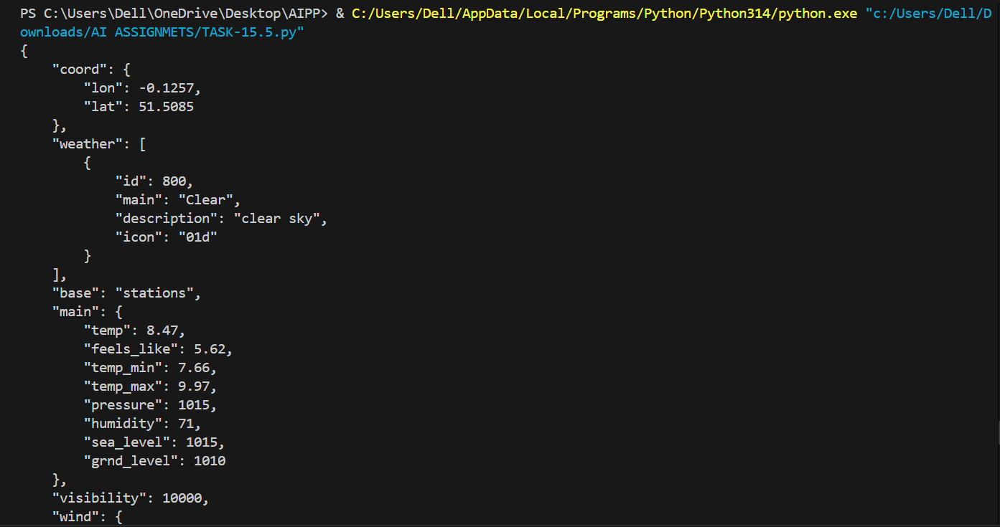 PS C:\Users\Dell\OneDrive\Desktop\AIPP> & C:/Users/Dell/AppData/Local/Programs/Python/Python314/python.exe "c:/Users/Dell/D
ownloads/AI ASSIGNMETS/TASK-15.5.py"
{
    "coord": {
        "lon": -0.1257,
        "lat": 51.5085
    },
    "weather": [
        {
            "id": 800,
            "main": "Clear",
            "description": "clear sky",
            "icon": "01d"
        }
    ],
    "base": "stations",
    "main": {
        "temp": 8.47,
        "feels_like": 5.62,
        "temp_min": 7.66,
        "temp_max": 9.97,
        "pressure": 1015,
        "humidity": 71,
        "sea_level": 1015,
        "grnd_level": 1010
    },
    "visibility": 10000,
    "wind": {